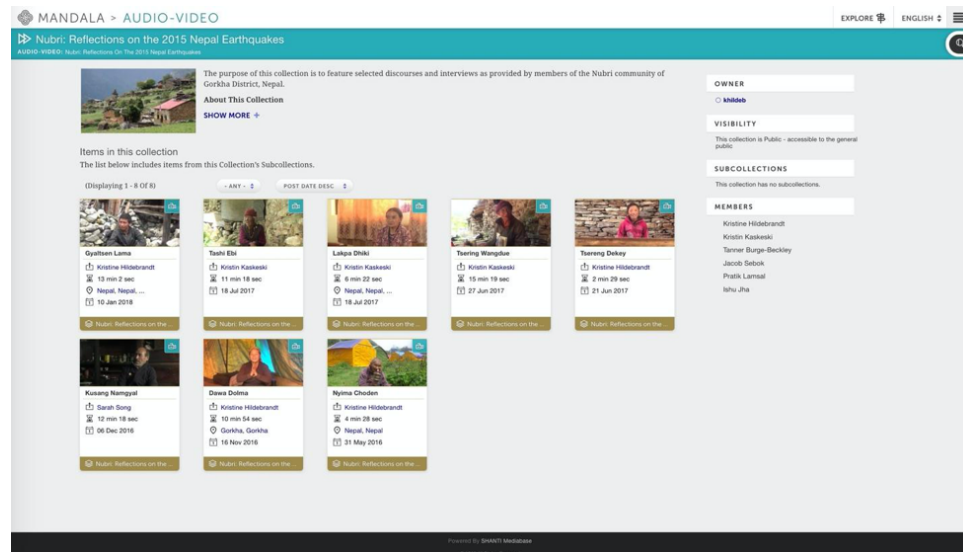 MANDALA > AUDIO-VIDEO
EXPLORE
ENGLISH
Nubri: Reflections on the 2015 Nepal Earthquakes
AUDIO-VIDEO: Nubri: Reflections On The 2015 Nepal Earthquakes
The purpose of this collection is to feature selected discourses and interviews as provided by members of the Nubri community of
Gorkha District, Nepal.
About This Collection
SHOW MORE +
Items in this collection
The list below includes items from this Collection's Subcollections.
(Displaying 1 - 8 Of 8)
- ANY -
POST DATE DESC
Gyaltsen Lama
Kristine Hildebrandt
13 min 2 sec
Nepal, Nepal, ...
10 Jan 2018
Nubri: Reflections on the ...
Tashi Ebi
Kristin Kaskeski
11 min 18 sec
18 Jul 2017
Nubri: Reflections on the ...
Lakpa Dhiki
Kristin Kaskeski
6 min 22 sec
Nepal, Nepal, ...
18 Jul 2017
Nubri: Reflections on the ...
Tsering Wangdue
Kristin Kaskeski
15 min 19 sec
27 Jun 2017
Nubri: Reflections on the ...
Tsereng Dekey
Kristine Hildebrandt
2 min 29 sec
21 Jun 2017
Nubri: Reflections on the ...
Kusang Namgyal
Sarah Song
12 min 18 sec
06 Dec 2016
Nubri: Reflections on the ...
Dawa Dolma
Kristine Hildebrandt
10 min 54 sec
Gorkha, Gorkha
16 Nov 2016
Nubri: Reflections on the ...
Nyima Choden
Kristine Hildebrandt
4 min 28 sec
Nepal, Nepal
31 May 2016
Nubri: Reflections on the ...
OWNER
khildeb
VISIBILITY
This collection is Public - accessible to the general
public
SUBCOLLECTIONS
This collection has no subcollections.
MEMBERS
Kristine Hildebrandt
Kristin Kaskeski
Tanner Burge-Beckley
Jacob Sebok
Pratik Lamsal
Ishu Jha
Powered By SHANTI Mediabase